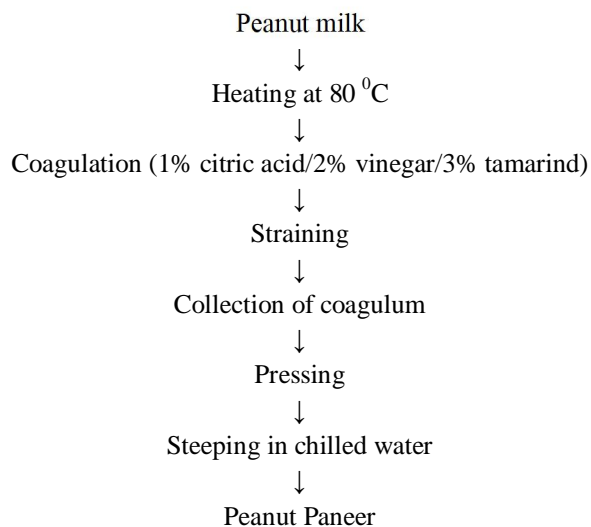 Peanut milk
↓
Heating at 80 ⁰C
↓
Coagulation (1% citric acid/2% vinegar/3% tamarind)
↓
Straining
↓
Collection of coagulum
↓
Pressing
↓
Steeping in chilled water
↓
Peanut Paneer